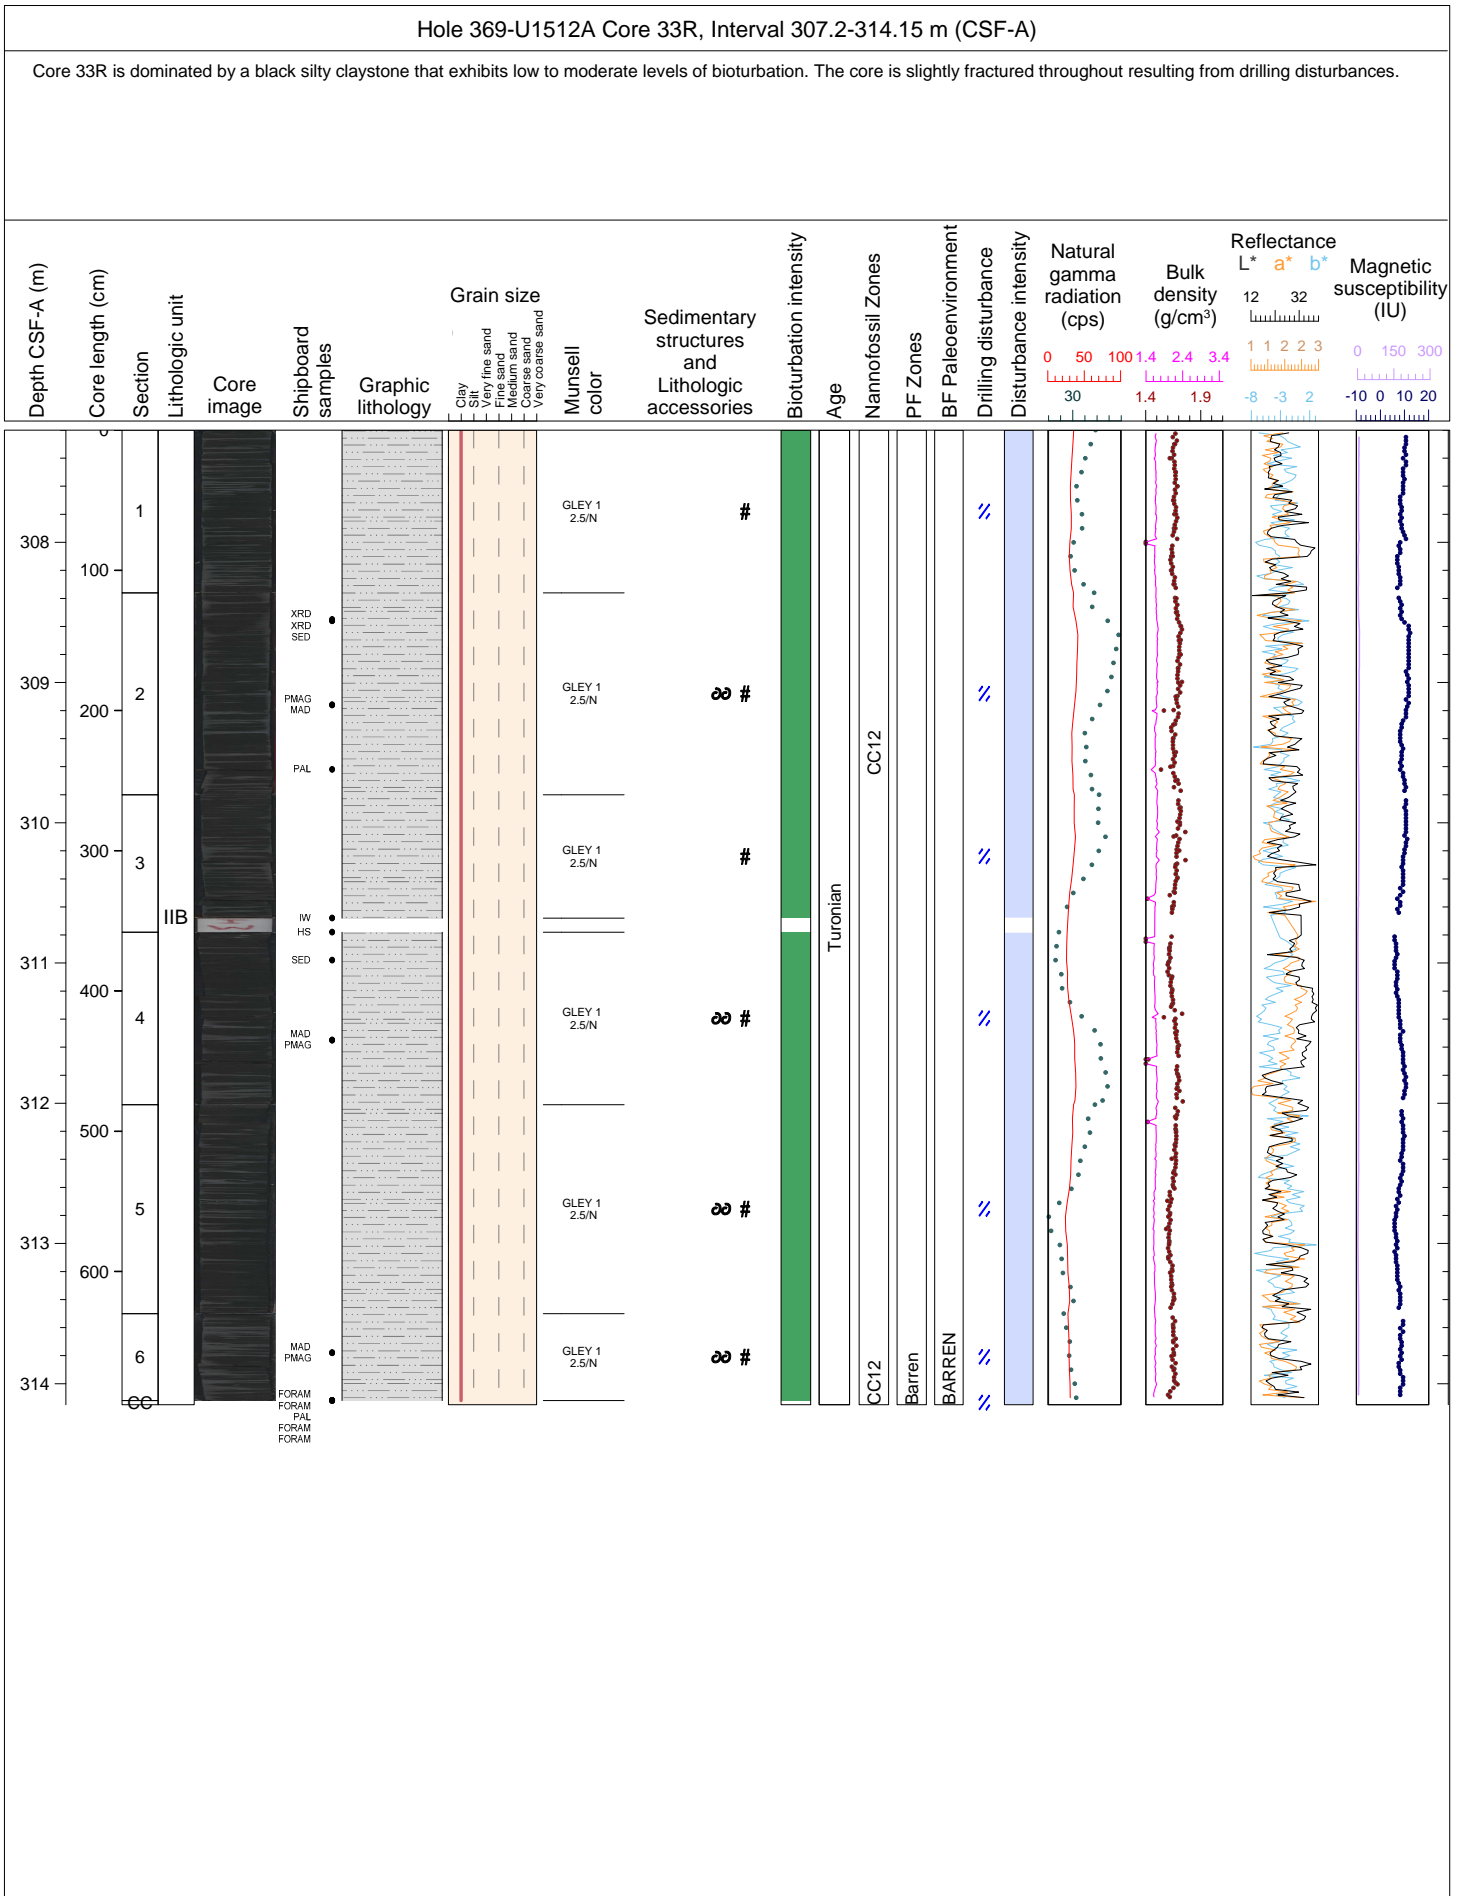 Hole 369-U1512A Core 33R, Interval 307.2-314.15 m (CSF-A)
Core 33R is dominated by a black silty claystone that exhibits low to moderate levels of bioturbation. The core is slightly fractured throughout resulting from drilling disturbances.
Depth CSF-A (m)
Core length (cm)
Section
Lithologic unit
Core
image
Shipboard
samples
Graphic
lithology
Grain size
Clay
Silt
Very fine sand
Fine sand
Medium sand
Coarse sand
Very coarse sand
Munsell
color
Sedimentary
structures
and
Lithologic
accessories
Bioturbation intensity
Age
Nannofossil Zones
PF Zones
BF Paleoenvironment
Drilling disturbance
Disturbance intensity
Natural
gamma
radiation
(cps)
0 50 100
30
Bulk
density
(g/cm³)
1.4 2.4 3.4
1.4 1.9
Reflectance
L* a* b*
12 32
1 1 2 2 3
-8 -3 2
Magnetic
susceptibility
(IU)
0 150 300
-10 0 10 20
308
309
310
311
312
313
314
0
100
200
300
400
500
600
1
2
3
4
5
6
CC
IIB
XRD
XRD
SED
PMAG
MAD
PAL
IW
HS
SED
MAD
PMAG
MAD
PMAG
FORAM
FORAM
PAL
FORAM
FORAM
GLEY 1
2.5/N
GLEY 1
2.5/N
GLEY 1
2.5/N
GLEY 1
2.5/N
GLEY 1
2.5/N
GLEY 1
2.5/N
#
#
#
#
#
#
Turonian
CC12
CC12
Barren
BARREN